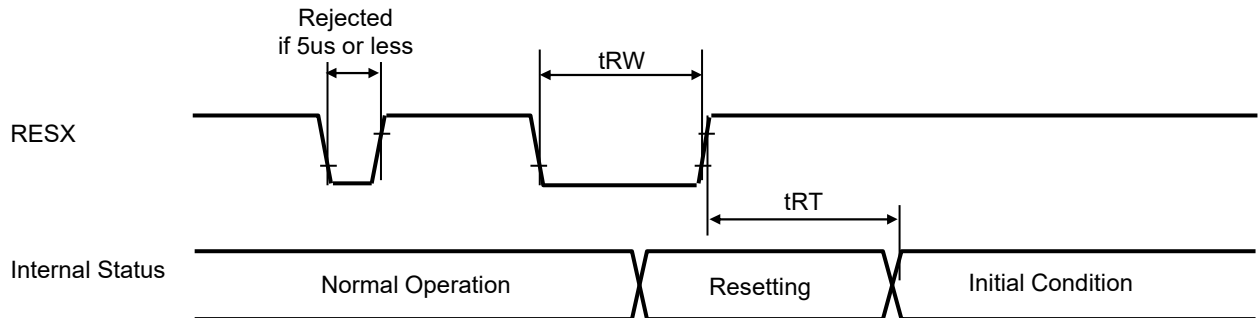 Rejected
if 5us or less
tRW
RESX
tRT
Internal Status
Normal Operation
Resetting
Initial Condition